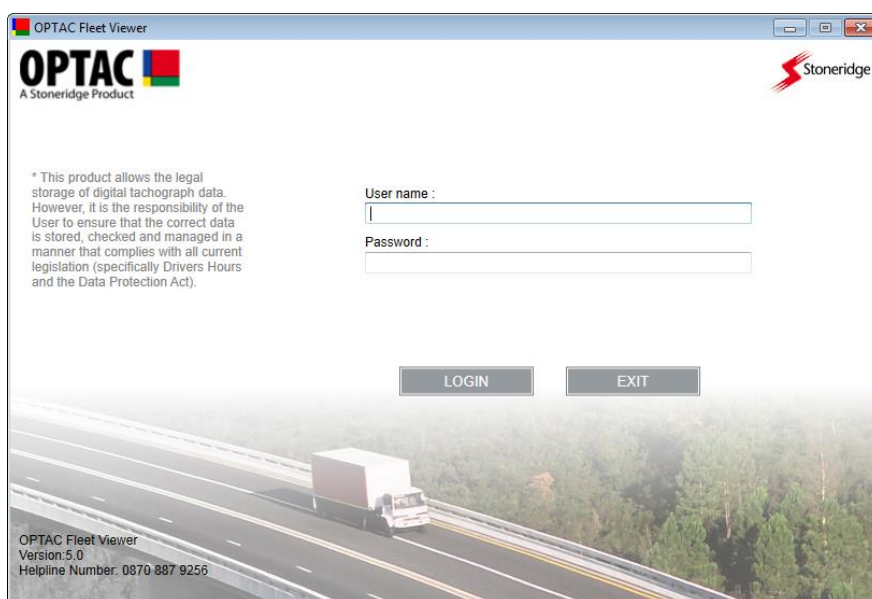 OPTAC Fleet Viewer
OPTAC
A Stoneridge Product
Stoneridge
* This product allows the legal
storage of digital tachograph data.
However, it is the responsibility of the
User to ensure that the correct data
is stored, checked and managed in a
manner that complies with all current
legislation (specifically Drivers Hours
and the Data Protection Act).
User name :
Password :
LOGIN
EXIT
OPTAC Fleet Viewer
Version:5.0
Helpline Number: 0870 887 9256